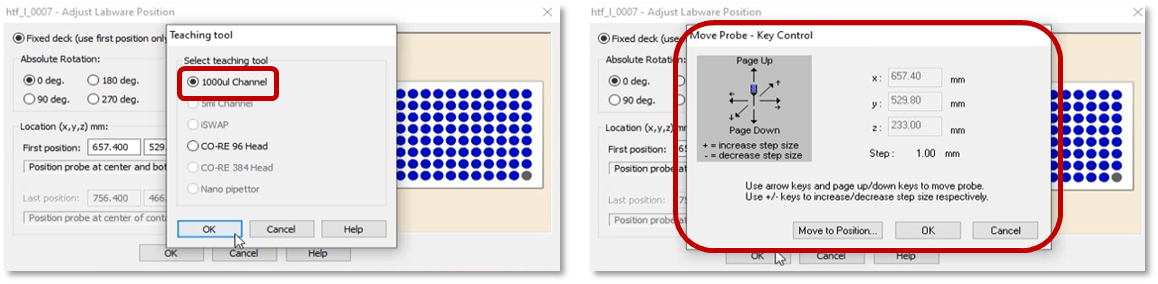 htf_l_0007 - Adjust Labware Position
Fixed deck (use first position only
Absolute Rotation:
0 deg.
180 deg.
90 deg.
270 deg.
Location (x,y,z) mm:
First position:
657.400
529.
Position probe at center and bot
Last position:
756.400
466.
Position probe at center of conta
OK
Cancel
Help
Teaching tool
Select teaching tool
1000ul Channel
5ml Channel
iSWAP
CO-RE 96 Head
CO-RE 384 Head
Nano pipettor
OK
Cancel
Help
htf_l_0007 - Adjust Labware Position
Fixed deck
Absolute Rotation:
0 deg.
90 deg.
Location (x,y,z) mm:
First position:
Position probe at
Last position:
Position probe at
OK
Cancel
Help
Move Probe - Key Control
Page Up
Page Down
+ = increase step size
- = decrease step size
x :
657.40
mm
y :
529.80
mm
z :
233.00
mm
Step :
1.00
mm
Use arrow keys and page up/down keys to move probe.
Use +/- keys to increase/decrease step size respectively.
Move to Position...
OK
Cancel